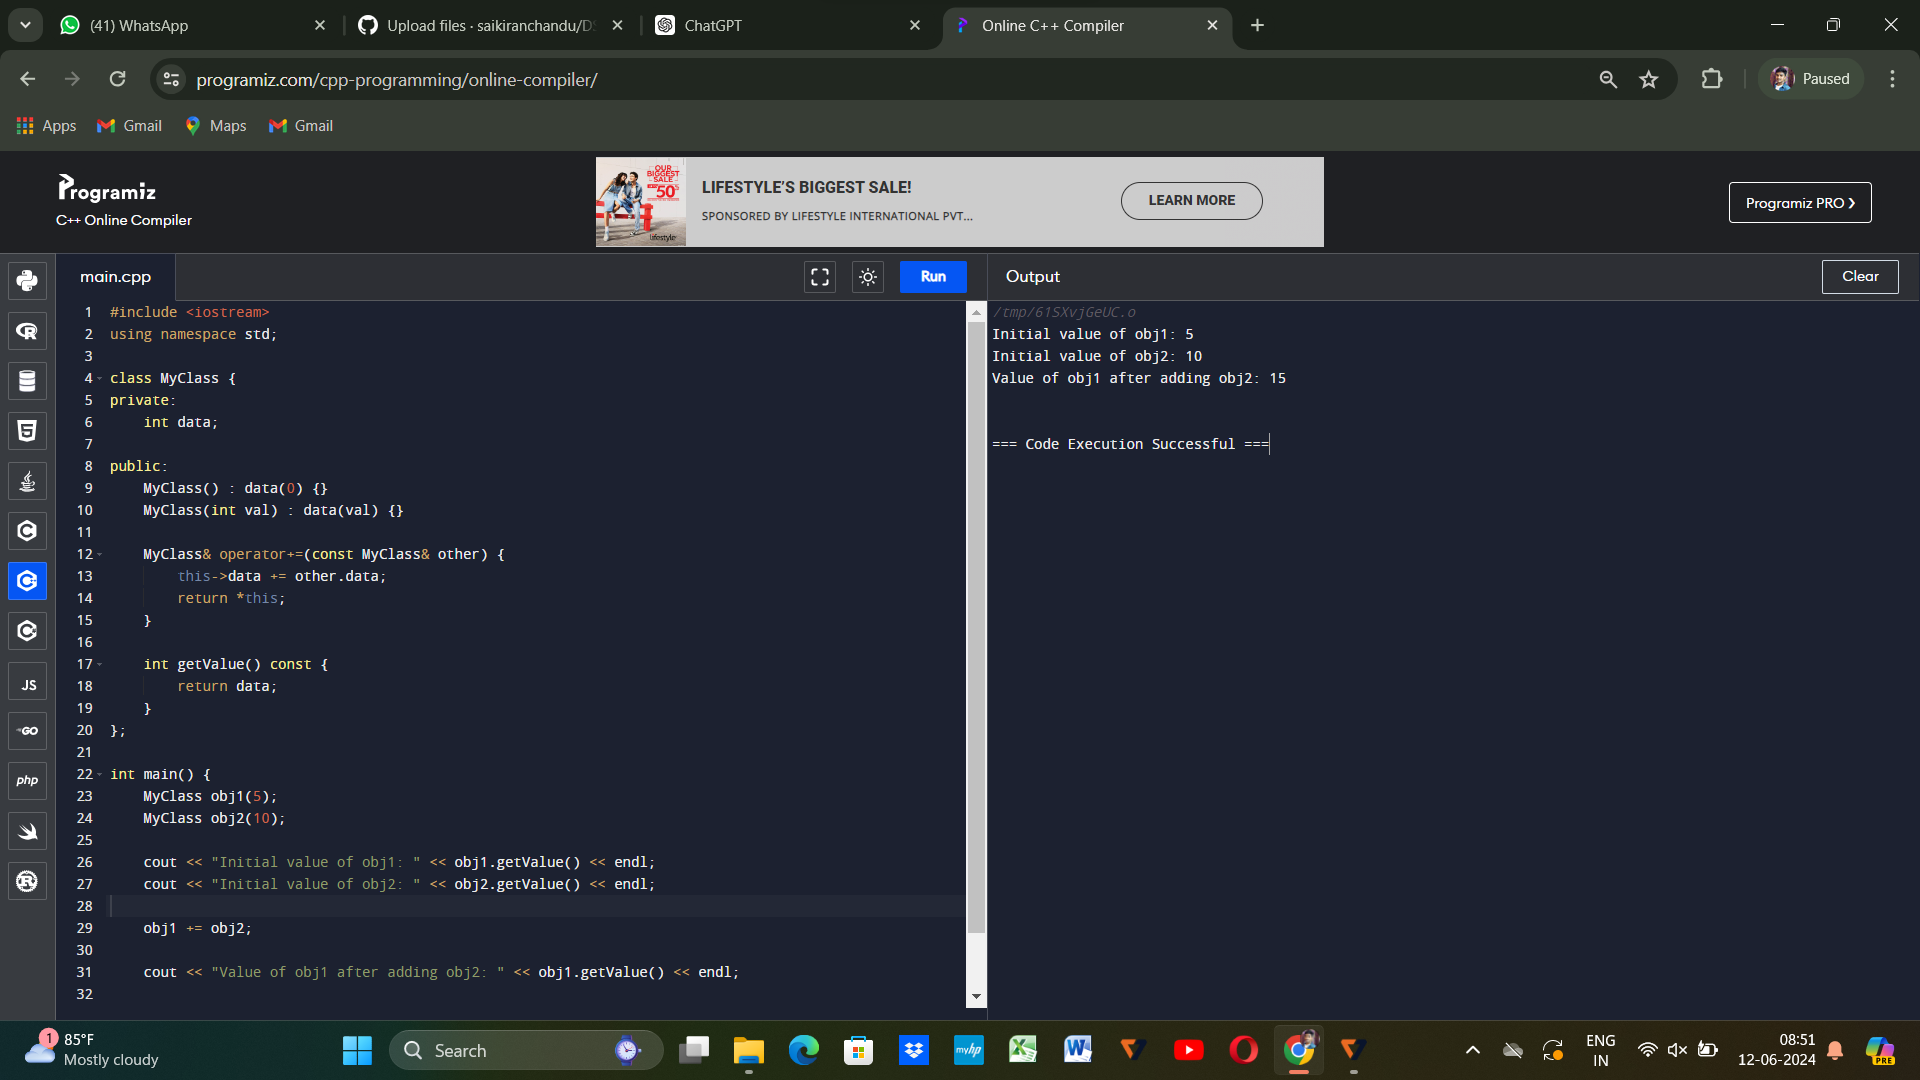 (41) WhatsApp
Upload files · saikiranchandu/DS
ChatGPT
Online C++ Compiler
programiz.com/cpp-programming/online-compiler/
Paused
Apps
Gmail
Maps
Gmail
Programiz
C++ Online Compiler
OUR
BIGGEST
SALE
50%
lifestyle
LIFESTYLE'S BIGGEST SALE!
SPONSORED BY LIFESTYLE INTERNATIONAL PVT...
LEARN MORE
Programiz PRO ›
main.cpp
Run
Output
Clear
1 #include <iostream>
2 using namespace std;
3
4 class MyClass {
5 private:
6     int data;
7
8 public:
9     MyClass() : data(0) {}
10     MyClass(int val) : data(val) {}
11
12     MyClass& operator+=(const MyClass& other) {
13         this->data += other.data;
14         return *this;
15     }
16
17     int getValue() const {
18         return data;
19     }
20 };
21
22 int main() {
23     MyClass obj1(5);
24     MyClass obj2(10);
25
26     cout << "Initial value of obj1: " << obj1.getValue() << endl;
27     cout << "Initial value of obj2: " << obj2.getValue() << endl;
28
29     obj1 += obj2;
30
31     cout << "Value of obj1 after adding obj2: " << obj1.getValue() << endl;
32
/tmp/61SXvjGeUC.o
Initial value of obj1: 5
Initial value of obj2: 10
Value of obj1 after adding obj2: 15
=== Code Execution Successful ===
JS
GO
php
1
85°F
Mostly cloudy
Search
myhp
ENG
IN
08:51
12-06-2024
PRE